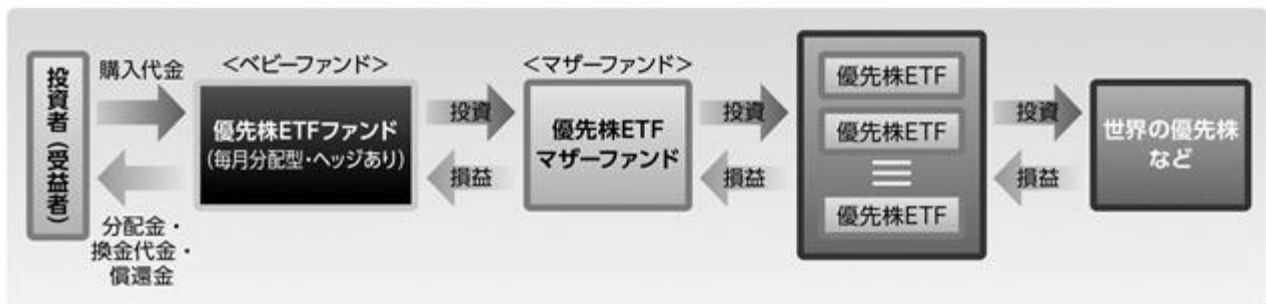 投資者（受益者）
購入代金
分配金・
換金代金・
償還金
＜ベビーファンド＞
優先株ETFファンド
（毎月分配型・ヘッジあり）
投資
損益
＜マザーファンド＞
優先株ETF
マザーファンド
投資
損益
優先株ETF
優先株ETF
優先株ETF
投資
損益
世界の優先株
など